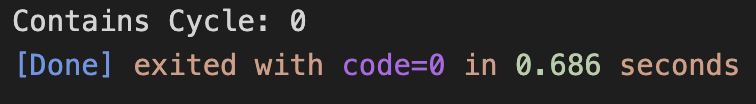 Contains Cycle: 0
[Done] exited with code=0 in 0.686 seconds